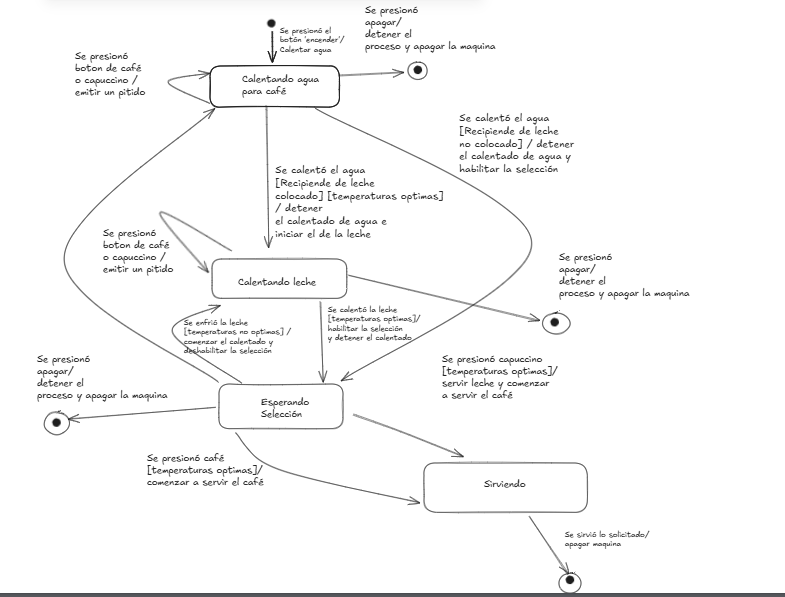 Se presionó
apagar/
detener el
proceso y apagar la maquina
Se presionó el
botón 'encender'/
Calentar agua
Se presionó
boton de café
o capuccino /
emitir un pitido
Calentando agua
para café
Se calentó el agua
[Recipiende de leche
no colocado] / detener
el calentado de agua y
habilitar la selección
Se calentó el agua
[Recipiende de leche
colocado] [temperaturas optimas]
/ detener
el calentado de agua e
iniciar el de la leche
Se presionó
boton de café
o capuccino /
emitir un pitido
Se presionó
apagar/
detener el
proceso y apagar la maquina
Calentando leche
Se enfrió la leche
[temperaturas no optimas] /
comenzar el calentado y
deshabilitar la selección
Se calentó la leche
[temperaturas optimas]/
habilitar la selección
y detener el calentado
Se presionó
apagar/
detener el
proceso y apagar la maquina
Se presionó capuccino
[temperaturas optimas]/
servir leche y comenzar
a servir el café
Esperando
Selección
Se presionó café
[temperaturas optimas]/
comenzar a servir el café
Sirviendo
Se sirvió lo solicitado/
apagar maquina